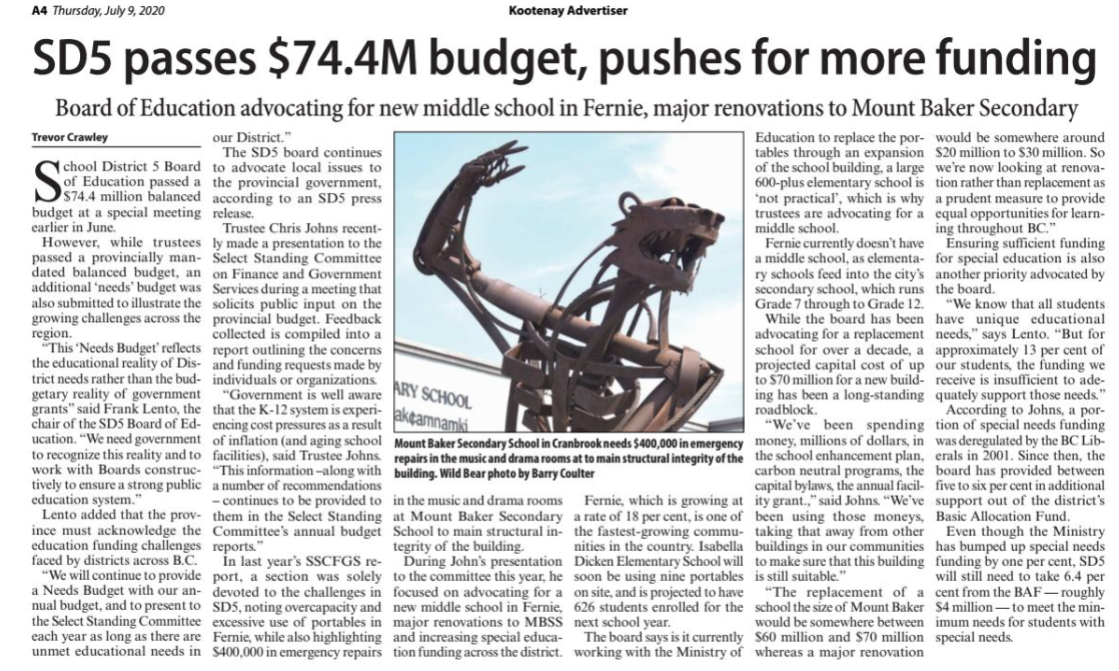 A4 Thursday, July 9, 2020
Kootenay Advertiser
SD5 passes $74.4M budget, pushes for more funding
Board of Education advocating for new middle school in Fernie, major renovations to Mount Baker Secondary
Trevor Crawley
School District 5 Board
of Education passed a
$74.4 million balanced
budget at a special meeting
earlier in June.
However, while trustees
passed a provincially man-
dated balanced budget, an
additional ‘needs’ budget was
also submitted to illustrate the
growing challenges across the
region.
"This ‘Needs Budget’ reflects
the educational reality of Dis-
trict needs rather than the bud-
getary reality of government
grants" said Frank Lento, the
chair of the SD5 Board of Ed-
ucation. "We need government
to recognize this reality and to
work with Boards construc-
tively to ensure a strong public
education system."
Lento added that the prov-
ince must acknowledge the
education funding challenges
faced by districts across B.C.
"We will continue to provide
a Needs Budget with our an-
nual budget, and to present to
the Select Standing Committee
each year as long as there are
unmet educational needs in
our District."
The SD5 board continues
to advocate local issues to
the provincial government,
according to an SD5 press
release.
Trustee Chris Johns recent-
ly made a presentation to the
Select Standing Committee
on Finance and Government
Services during a meeting that
solicits public input on the
provincial budget. Feedback
collected is compiled into a
report outlining the concerns
and funding requests made by
individuals or organizations.
"Government is well aware
that the K-12 system is experi-
encing cost pressures as a result
of inflation (and aging school
facilities), said Trustee Johns.
"This information –along with
a number of recommendations
– continues to be provided to
them in the Select Standing
Committee's annual budget
reports."
In last year's SSCFGS re-
port, a section was solely
devoted to the challenges in
SD5, noting overcapacity and
excessive use of portables in
Fernie, while also highlighting
$400,000 in emergency repairs
ARY SCHOOL
ak¢amnamki
Mount Baker Secondary School in Cranbrook needs $400,000 in emergency
repairs in the music and drama rooms at to main structural integrity of the
building. Wild Bear photo by Barry Coulter
in the music and drama rooms
at Mount Baker Secondary
School to main structural in-
tegrity of the building.
During John's presentation
to the committee this year, he
focused on advocating for a
new middle school in Fernie,
major renovations to MBSS
and increasing special educa-
tion funding across the district.
Fernie, which is growing at
a rate of 18 per cent, is one of
the fastest-growing commu-
nities in the country. Isabella
Dicken Elementary School will
soon be using nine portables
on site, and is projected to have
626 students enrolled for the
next school year.
The board says is it currently
working with the Ministry of
Education to replace the por-
tables through an expansion
of the school building, a large
600-plus elementary school is
‘not practical’, which is why
trustees are advocating for a
middle school.
Fernie currently doesn't have
a middle school, as elementa-
ry schools feed into the city's
secondary school, which runs
Grade 7 through to Grade 12.
While the board has been
advocating for a replacement
school for over a decade, a
projected capital cost of up
to $70 million for a new build-
ing has been a long-standing
roadblock.
"We've been spending
money, millions of dollars, in
the school enhancement plan,
carbon neutral programs, the
capital bylaws, the annual facil-
ity grant.," said Johns. "We've
been using those moneys,
taking that away from other
buildings in our communities
to make sure that this building
is still suitable."
"The replacement of a
school the size of Mount Baker
would be somewhere between
$60 million and $70 million
whereas a major renovation
would be somewhere around
$20 million to $30 million. So
we're now looking at renova-
tion rather than replacement as
a prudent measure to provide
equal opportunities for learn-
ing throughout BC."
Ensuring sufficient funding
for special education is also
another priority advocated by
the board.
"We know that all students
have unique educational
needs," says Lento. "But for
approximately 13 per cent of
our students, the funding we
receive is insufficient to ade-
quately support those needs."
According to Johns, a por-
tion of special needs funding
was deregulated by the BC Lib-
erals in 2001. Since then, the
board has provided between
five to six per cent in additional
support out of the district's
Basic Allocation Fund.
Even though the Ministry
has bumped up special needs
funding by one per cent, SD5
will still need to take 6.4 per
cent from the BAF — roughly
$4 million — to meet the min-
imum needs for students with
special needs.